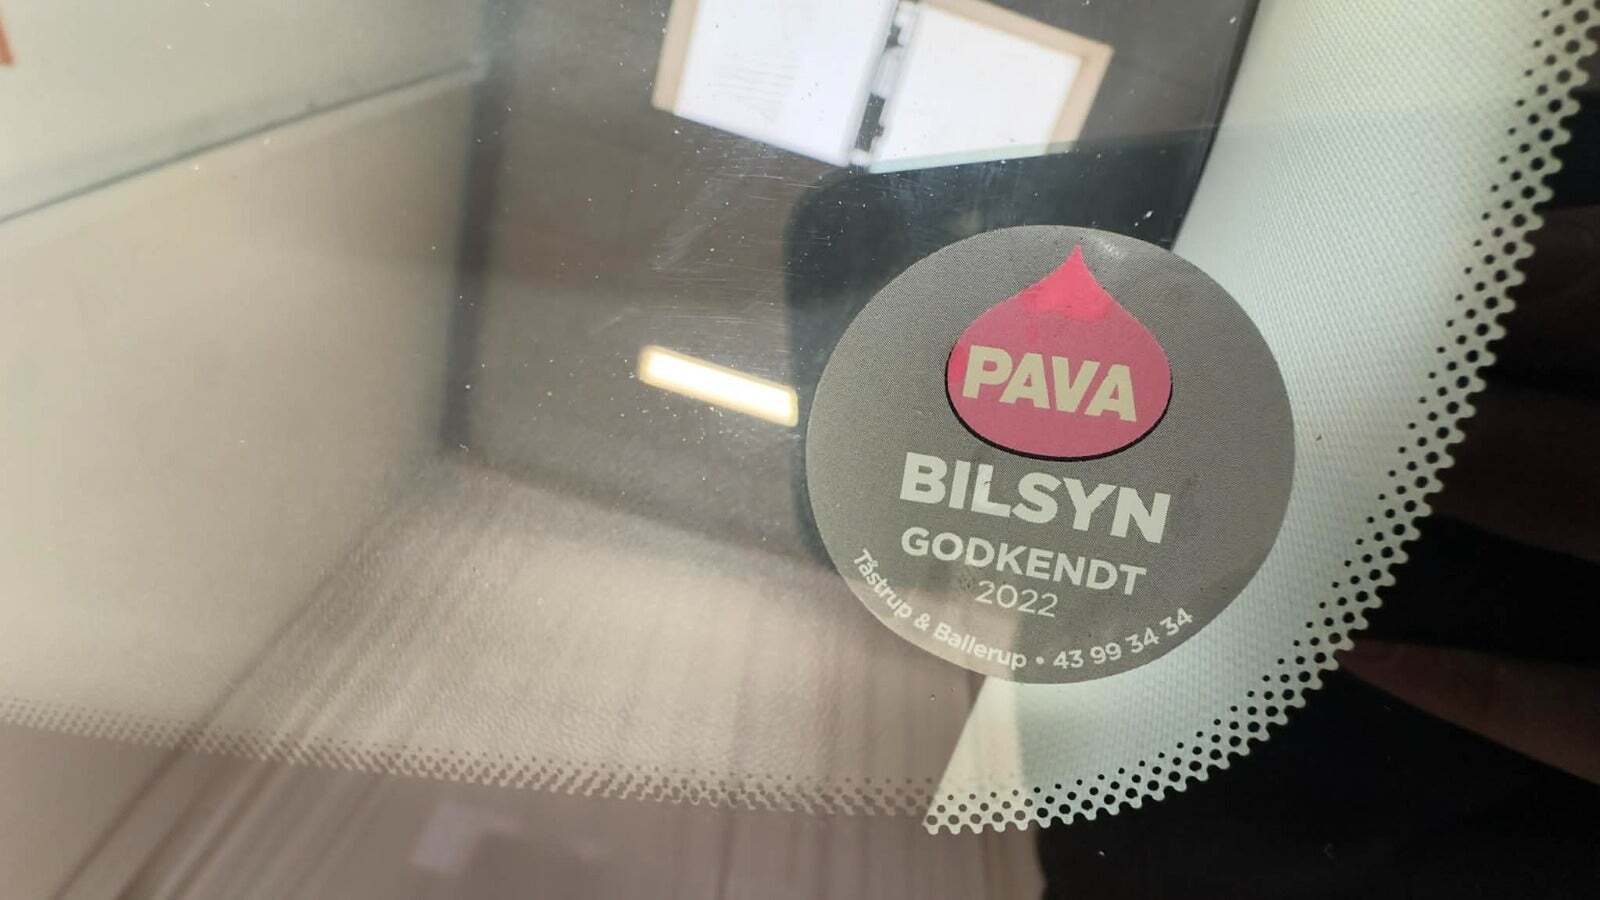 PAVA
BILSYN
GODKENDT
2022
Tåstrup & Ballerup • 43 99 34 34